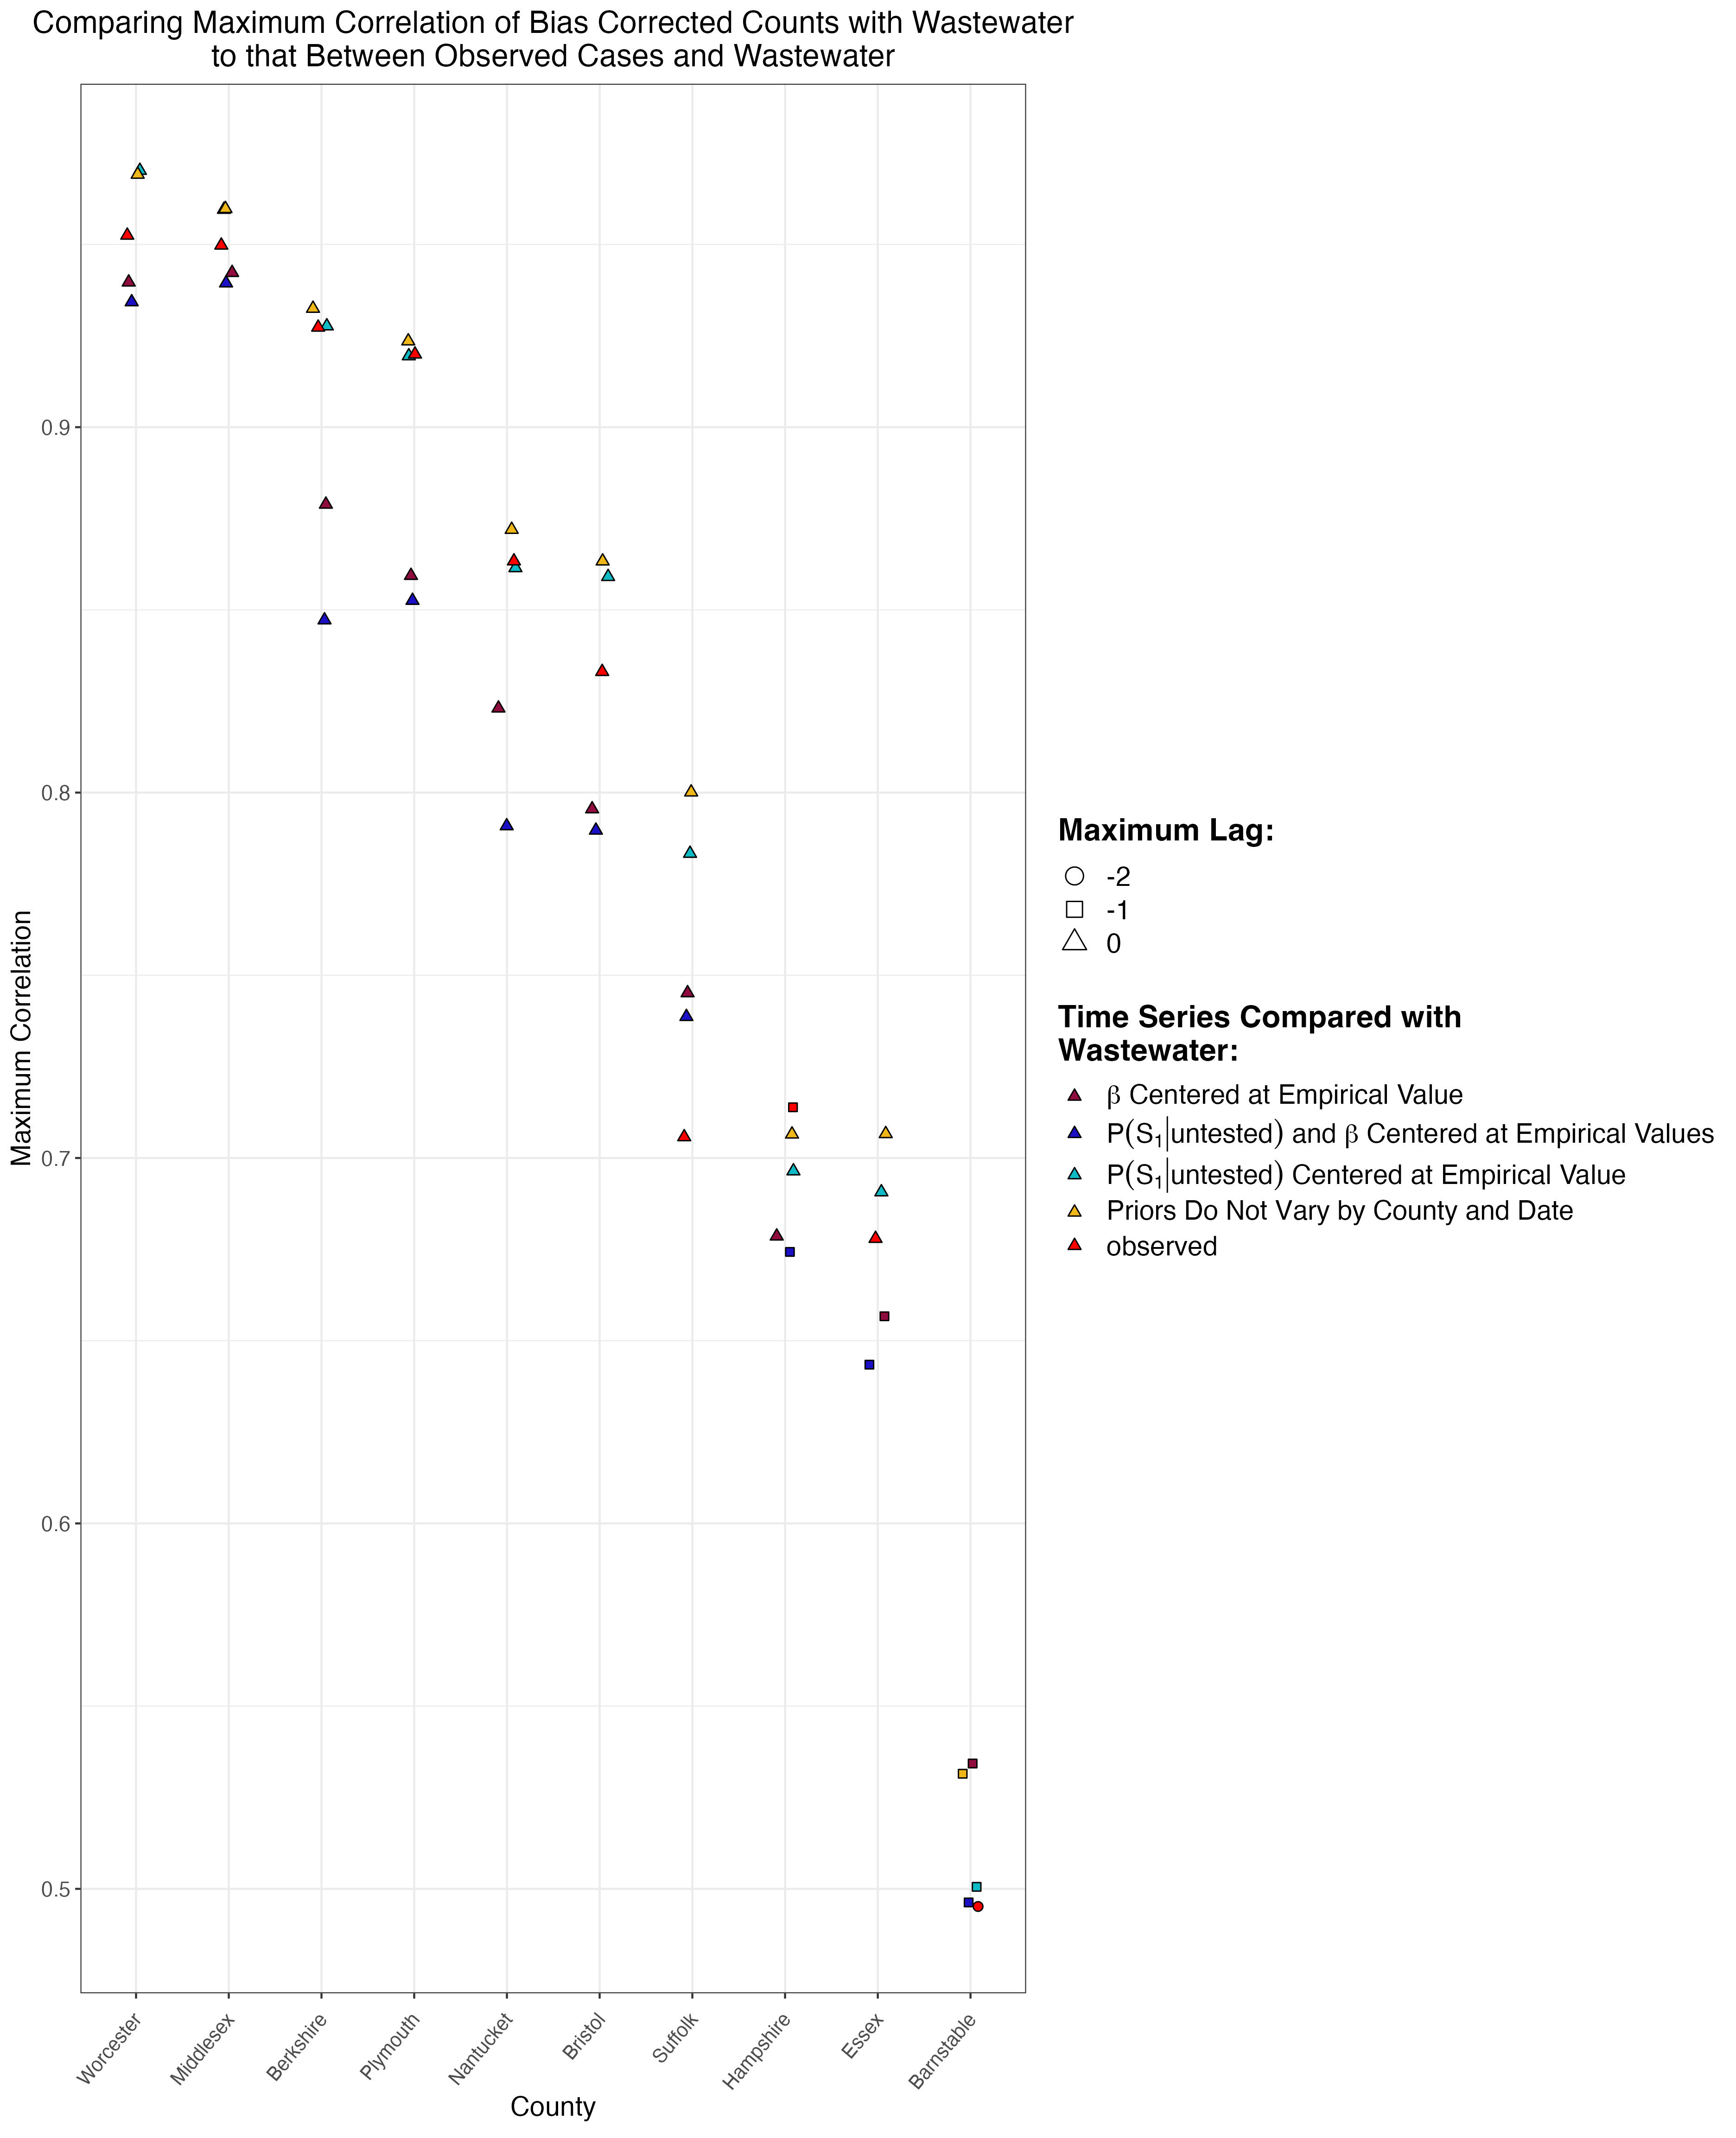 Comparing Maximum Correlation of Bias Corrected Counts with Wastewater
to that Between Observed Cases and Wastewater
Maximum Correlation
0.9
0.8
0.7
0.6
0.5
Worcester
Middlesex
Berkshire
Plymouth
Nantucket
Bristol
Suffolk
Hampshire
Essex
Barnstable
County
Maximum Lag:
-2
-1
0
Time Series Compared with
Wastewater:
β Centered at Empirical Value
P(S₁|untested) and β Centered at Empirical Values
P(S₁|untested) Centered at Empirical Value
Priors Do Not Vary by County and Date
observed